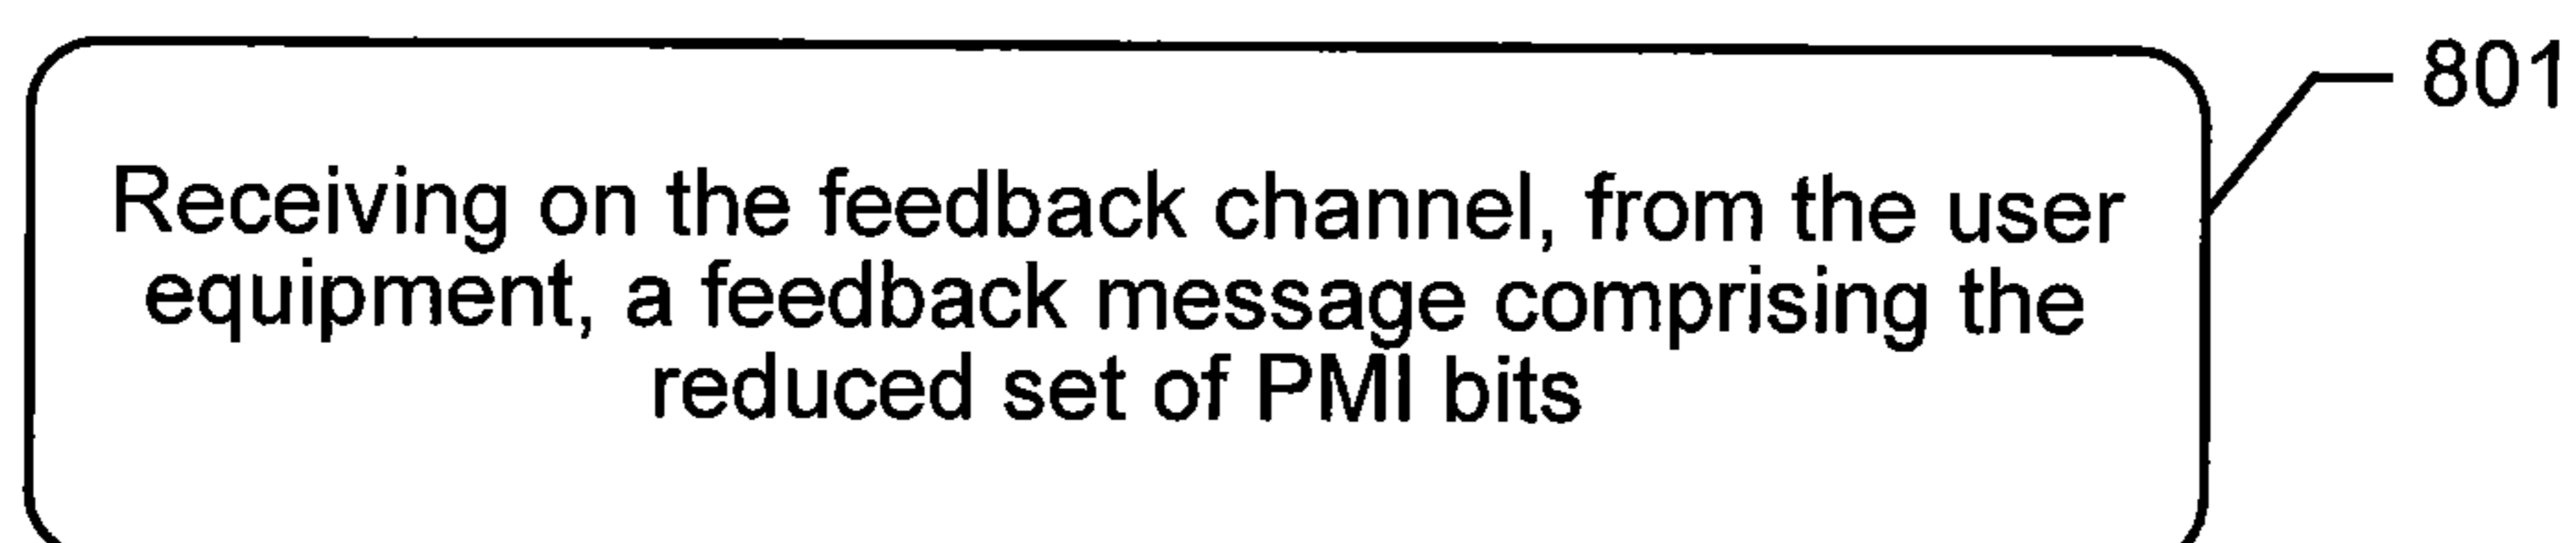 801
Receiving on the feedback channel, from the user
equipment, a feedback message comprising the
reduced set of PMI bits